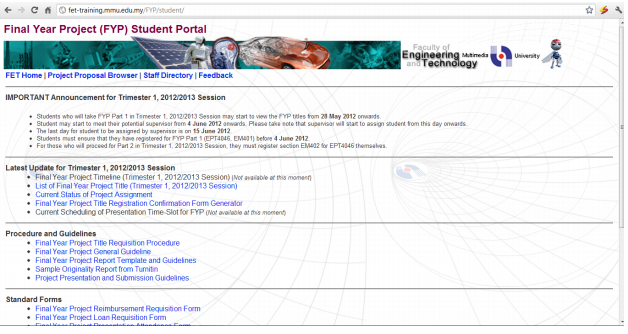 fet-training.mmu.edu.my/FYP/student/
Final Year Project (FYP) Student Portal
Faculty of
Engineering
and Technology
Multimedia
University
FET Home | Project Proposal Browser | Staff Directory | Feedback
IMPORTANT Announcement for Trimester 1, 2012/2013 Session
Students who will take FYP Part 1 in Trimester 1, 2012/2013 Session may start to view the FYP titles from 28 May 2012 onwards.
Student may start to meet their potential supervisor from 4 June 2012 onwards. Please take note that supervisor will start to assign student from this day onwards.
The last day for student to be assigned by supervisor is on 15 June 2012
Students must ensure that they have registered for FYP Part 1 (EPT4046, EM401) before 4 June 2012
For those who will proceed for Part 2 in Trimester 1, 2012/2013 Session, they must register section EM402 for EPT4046 themselves.
Latest Update for Trimester 1, 2012/2013 Session
Final Year Project Timeline (Trimester 1, 2012/2013 Session) (Not available at this moment)
List of Final Year Project Title (Trimester 1, 2012/2013 Session)
Current Status of Project Assignment
Final Year Project Title Registration Confirmation Form Generator
Current Scheduling of Presentation Time-Slot for FYP (Not available at this moment)
Procedure and Guidelines
Final Year Project Title Requisition Procedure
Final Year Project General Guideline
Final Year Project Report Template and Guidelines
Sample Originality Report from Turnitin
Project Presentation and Submission Guidelines
Standard Forms
Final Year Project Reimbursement Requisition Form
Final Year Project Loan Requisition Form
Final Year Project Presentation Attendance Form